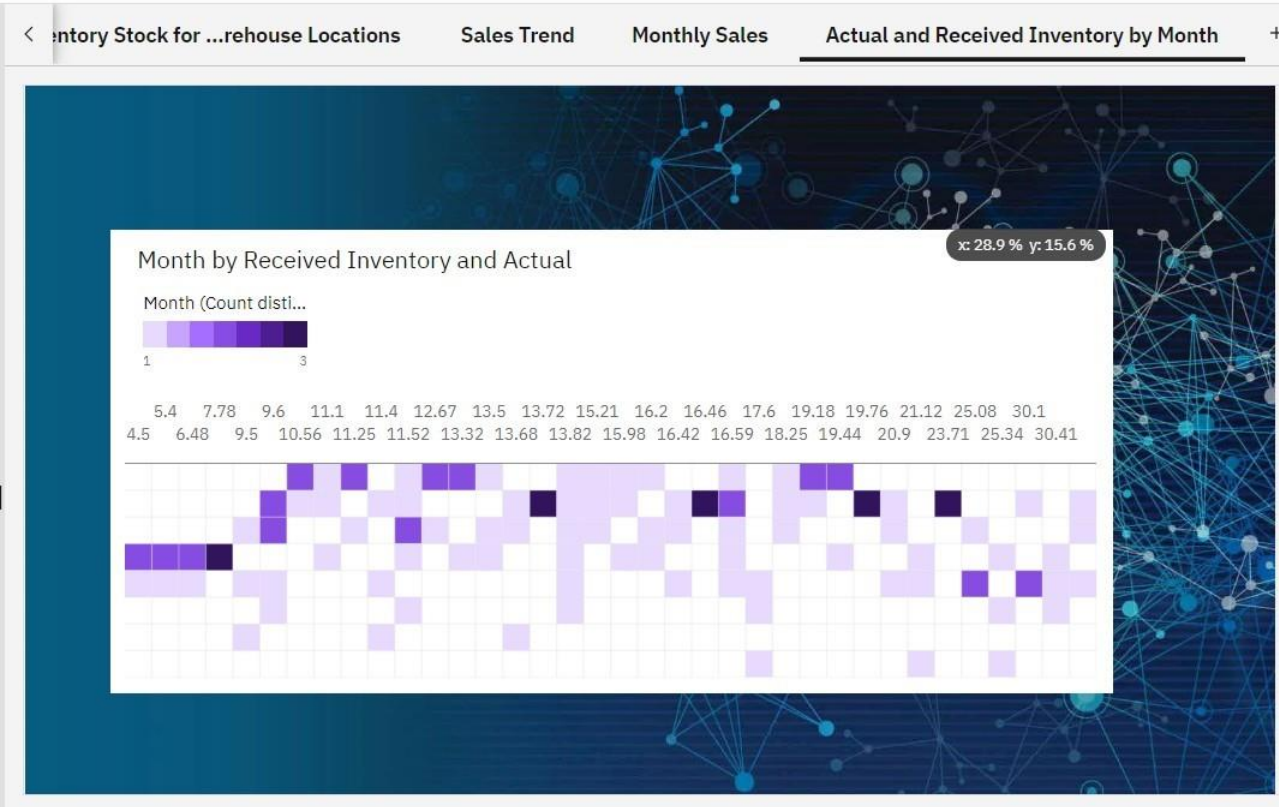 entory Stock for ...rehouse Locations Sales Trend Monthly Sales Actual and Received Inventory by Month +
x: 28.9 % y: 15.6 %
Month by Received Inventory and Actual
Month (Count disti...
1 3
5.4 7.78 9.6 11.1 11.4 12.67 13.5 13.72 15.21 16.2 16.46 17.6 19.18 19.76 21.12 25.08 30.1
4.5 6.48 9.5 10.56 11.25 11.52 13.32 13.68 13.82 15.98 16.42 16.59 18.25 19.44 20.9 23.71 25.34 30.41